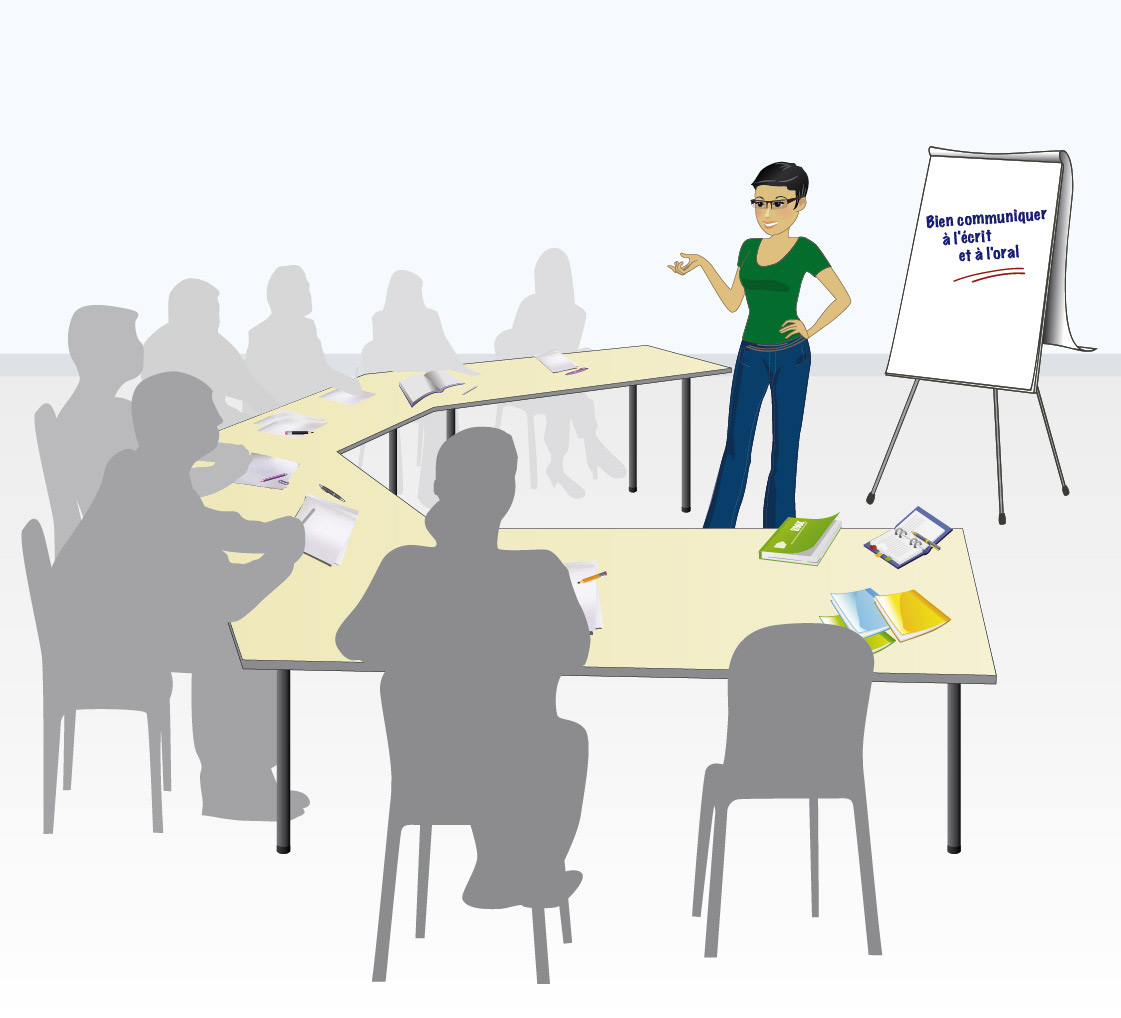 Bien communiquer
à l'écrit
et à l'oral